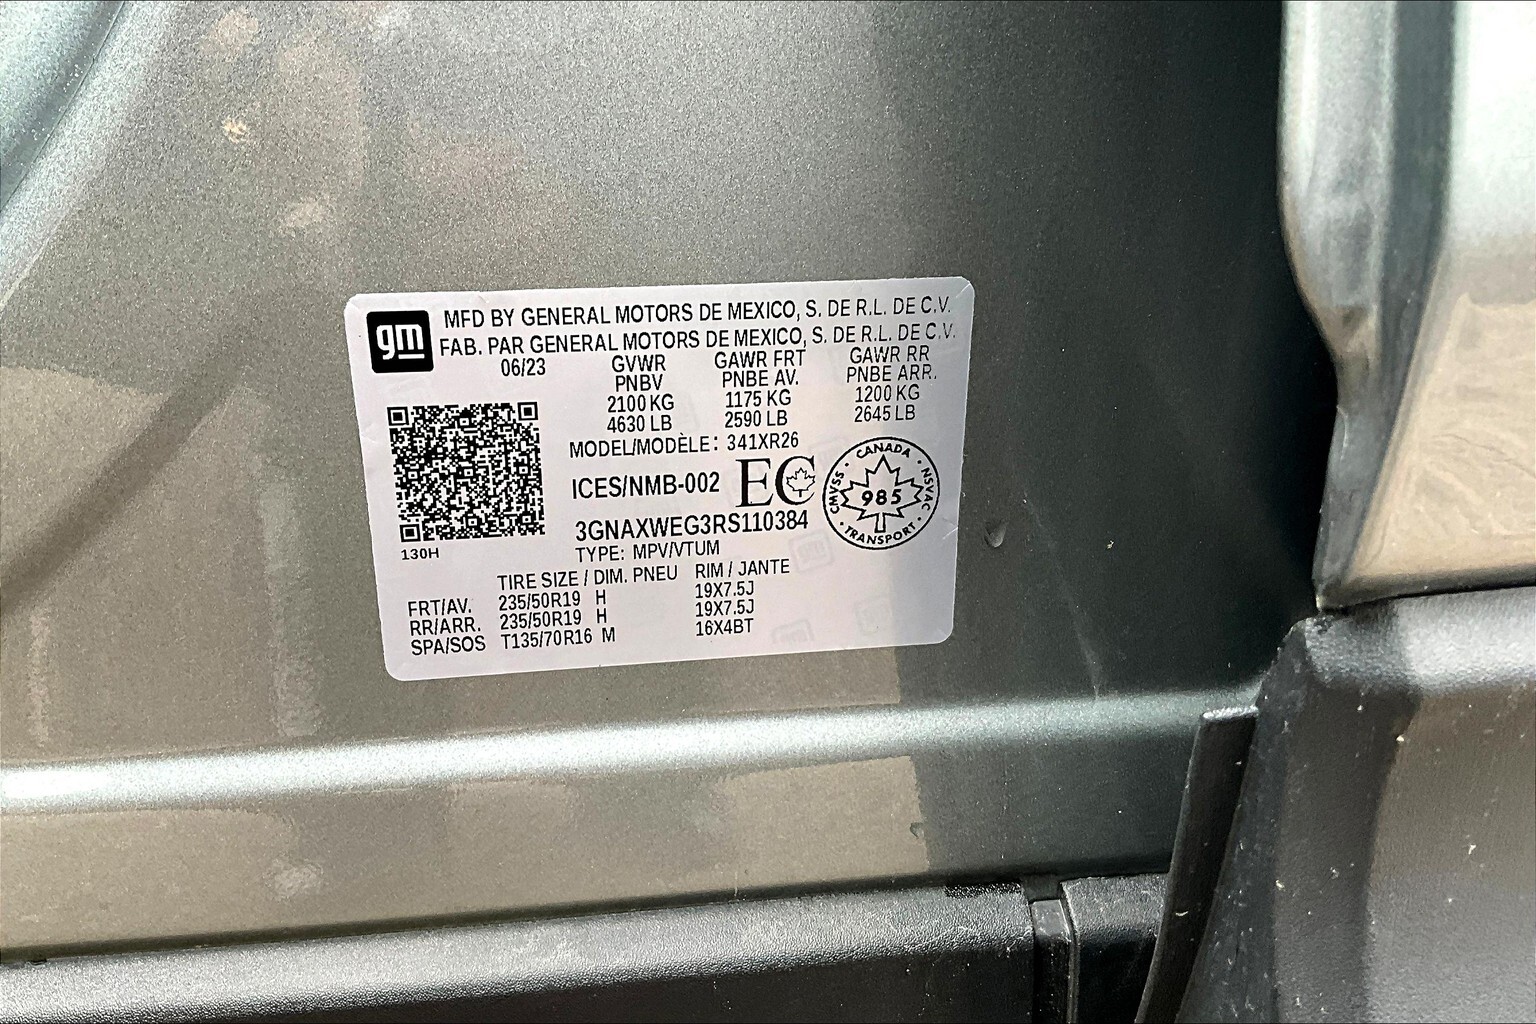 gm
MFD BY GENERAL MOTORS DE MEXICO, S. DE R.L. DE C.V.
FAB. PAR GENERAL MOTORS DE MEXICO, S. DE R.L. DE C.V.
06/23 GVWR GAWR FRT GAWR RR
PNBV PNBE AV. PNBE ARR.
2100 KG 1175 KG 1200 KG
4630 LB 2590 LB 2645 LB
MODEL/MODÈLE: 341XR26
ICES/NMB-002 EC
CANADA
CMVSS 985 NSVAC
TRANSPORT
3GNAXWEG3RS110384
130H
TYPE: MPV/VTUM
TIRE SIZE / DIM. PNEU RIM / JANTE
FRT/AV. 235/50R19 H 19X7.5J
RR/ARR. 235/50R19 H 19X7.5J
SPA/SOS T135/70R16 M 16X4BT